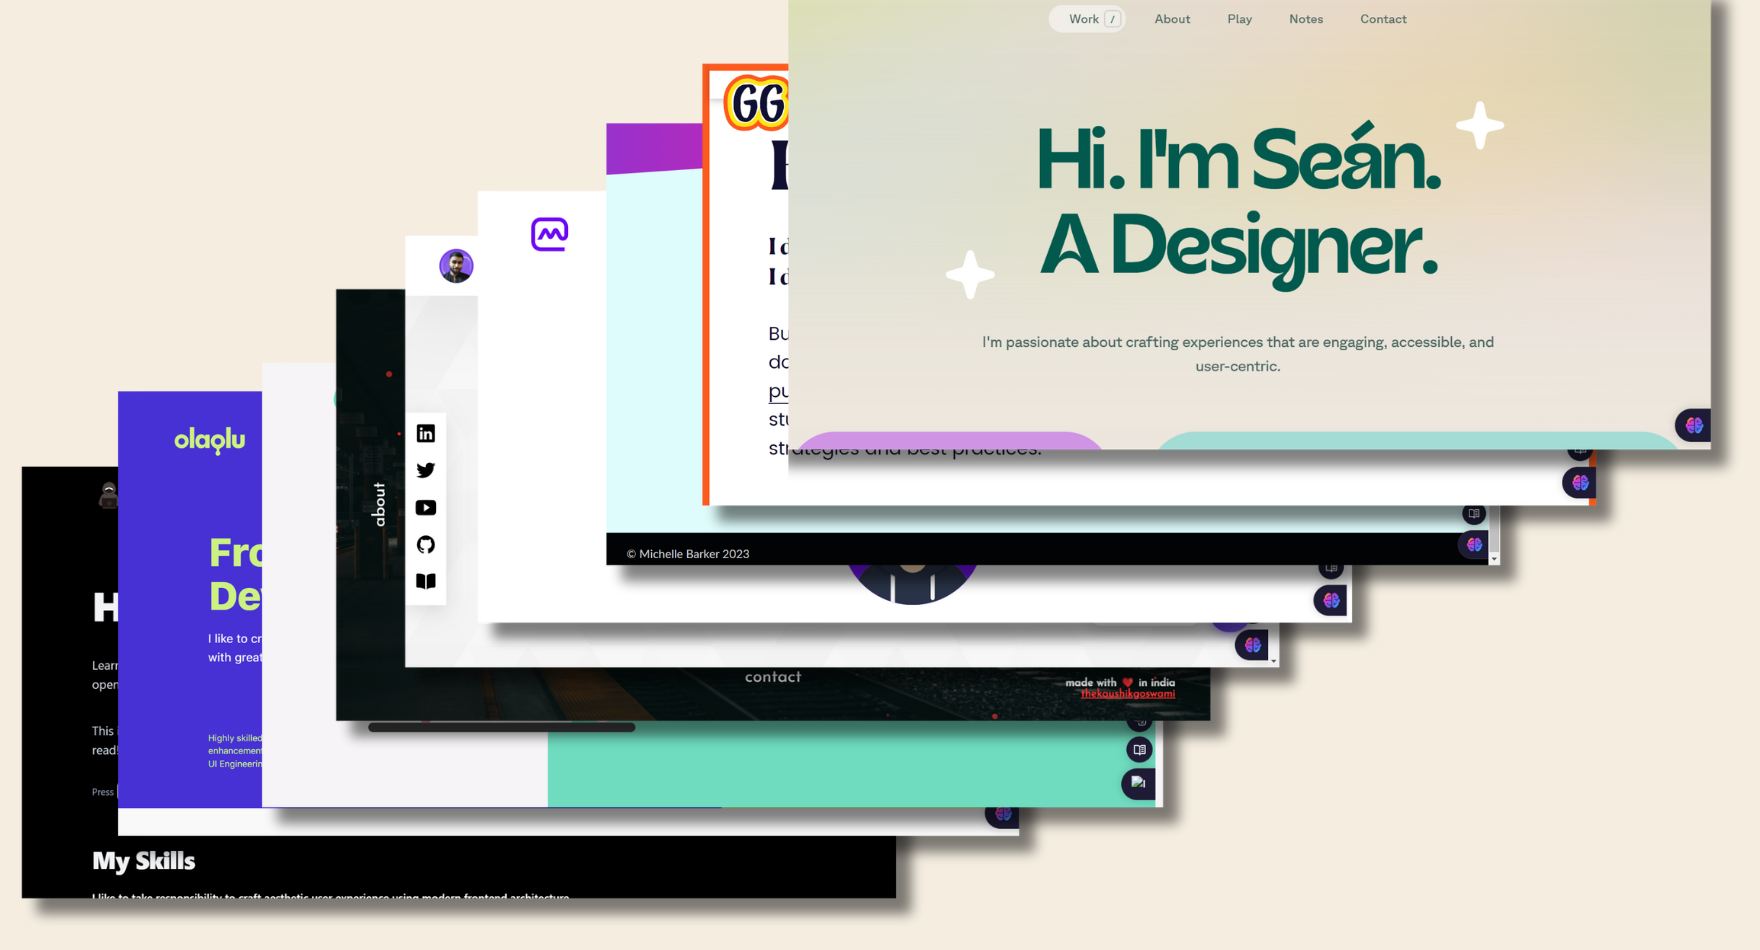 Work /
About
Play
Notes
Contact
Hi. I'm Seán.
A Designer.
I'm passionate about crafting experiences that are engaging, accessible, and
user-centric.
GG
I d
I d
Bu
do
pu
stu
strategies and best practices.
© Michelle Barker 2023
about
contact
made with ❤ in india
thekaushikgoswami
olaolu
Fro
De
I like to cr
with great
Highly skilled
enhancement
UI Engineerin
H
Learn
open
This i
read!
Press
My Skills
I like to take responsibility to craft aesthetic user experience using modern frontend architecture